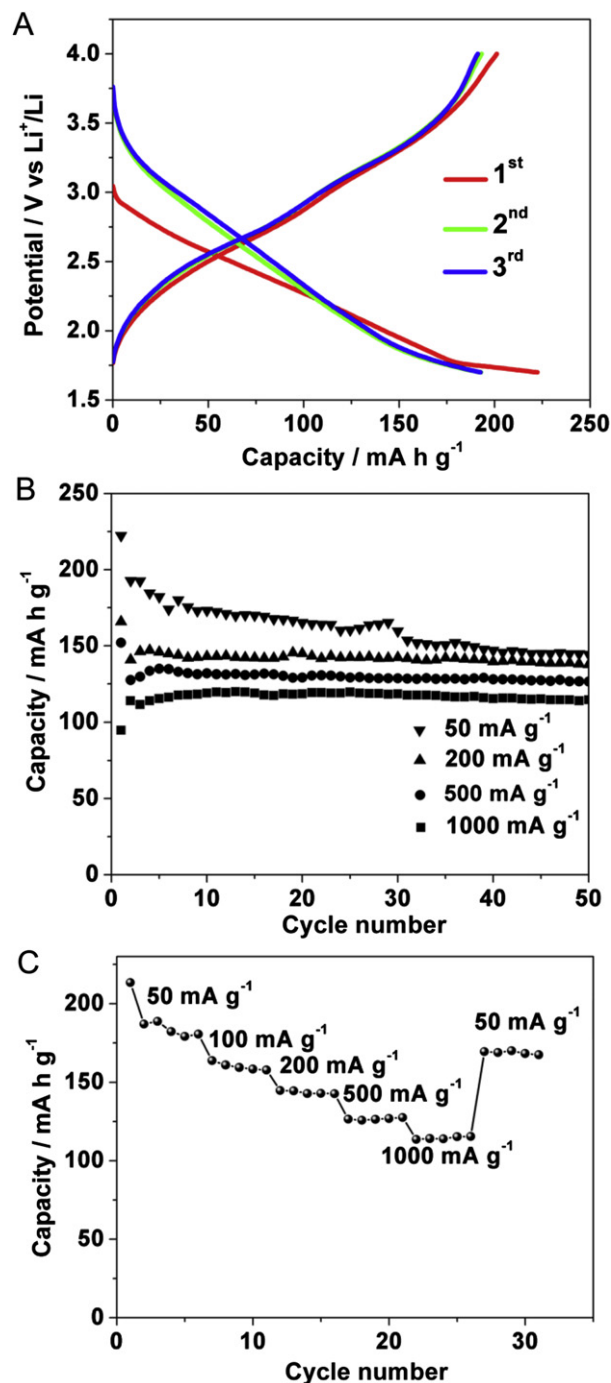 A
4.0
3.5
3.0
2.5
2.0
1.5
Potential / V vs Li⁺/Li
1ˢᵗ
2ⁿᵈ
3ʳᵈ
0 50 100 150 200 250
Capacity / mA h g⁻¹
B
250
200
150
100
50
0
Capacity / mA h g⁻¹
50 mA g⁻¹
200 mA g⁻¹
500 mA g⁻¹
1000 mA g⁻¹
0 10 20 30 40 50
Cycle number
C
200
150
100
50
0
Capacity / mA h g⁻¹
50 mA g⁻¹
100 mA g⁻¹
200 mA g⁻¹
500 mA g⁻¹
1000 mA g⁻¹
50 mA g⁻¹
0 10 20 30
Cycle number